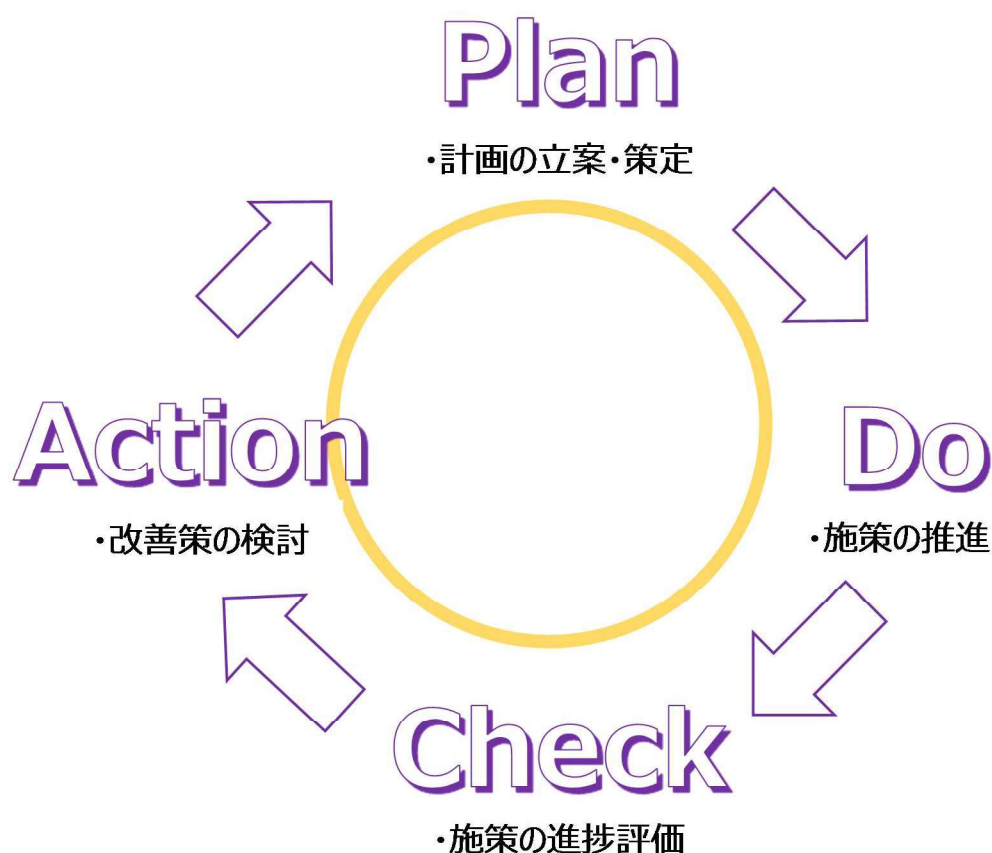 Plan
・計画の立案・策定
Do
・施策の推進
Check
・施策の進捗評価
Action
・改善策の検討